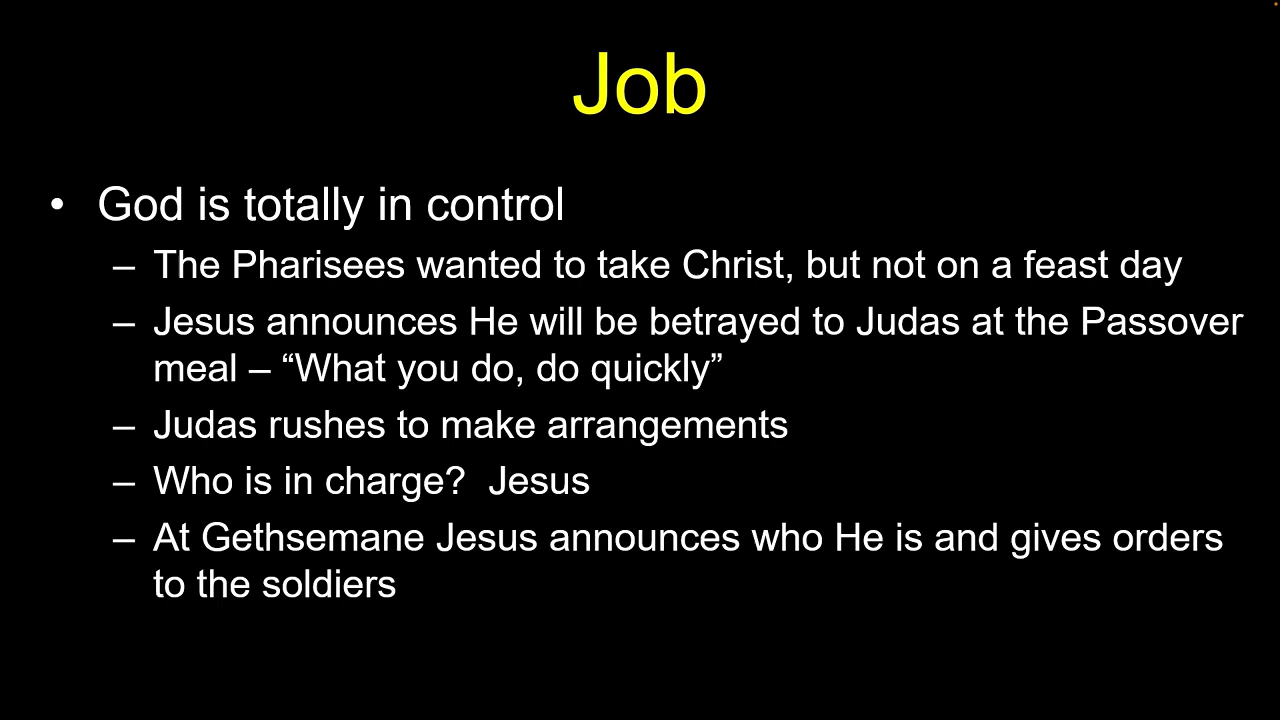 Job
• God is totally in control
– The Pharisees wanted to take Christ, but not on a feast day
– Jesus announces He will be betrayed to Judas at the Passover
meal – “What you do, do quickly”
– Judas rushes to make arrangements
– Who is in charge?  Jesus
– At Gethsemane Jesus announces who He is and gives orders
to the soldiers